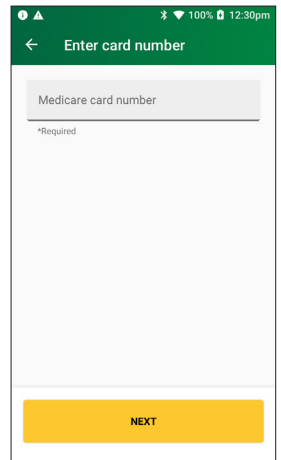 100% 12:30pm
Enter card number
Medicare card number
*Required
NEXT